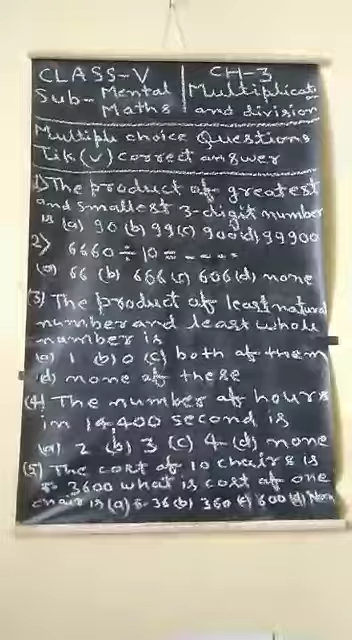 CLASS-V | CH-3
Sub- Mental | Multiplication
Maths | and division
Multiple choice Questions
Tik(✓) correct answer
(1) The product of greatest
and smallest 3-digit number
is (a) 90 (b) 99 (c) 900 (d) 99900
2) 6660 ÷ 10 = ----
(a) 66 (b) 666 (c) 606 (d) none
(3) The product of least natural
number and least whole
number is
(a) 1 (b) 0 (c) both of them
(d) none of these
(4) The number of hours
in 14,400 second is
(a) 2 (b) 3 (c) 4 (d) none
(5) The cost of 10 chairs is
3600 what is cost of one
chair is (a) 36 (b) 360 (c) 600 (d) None